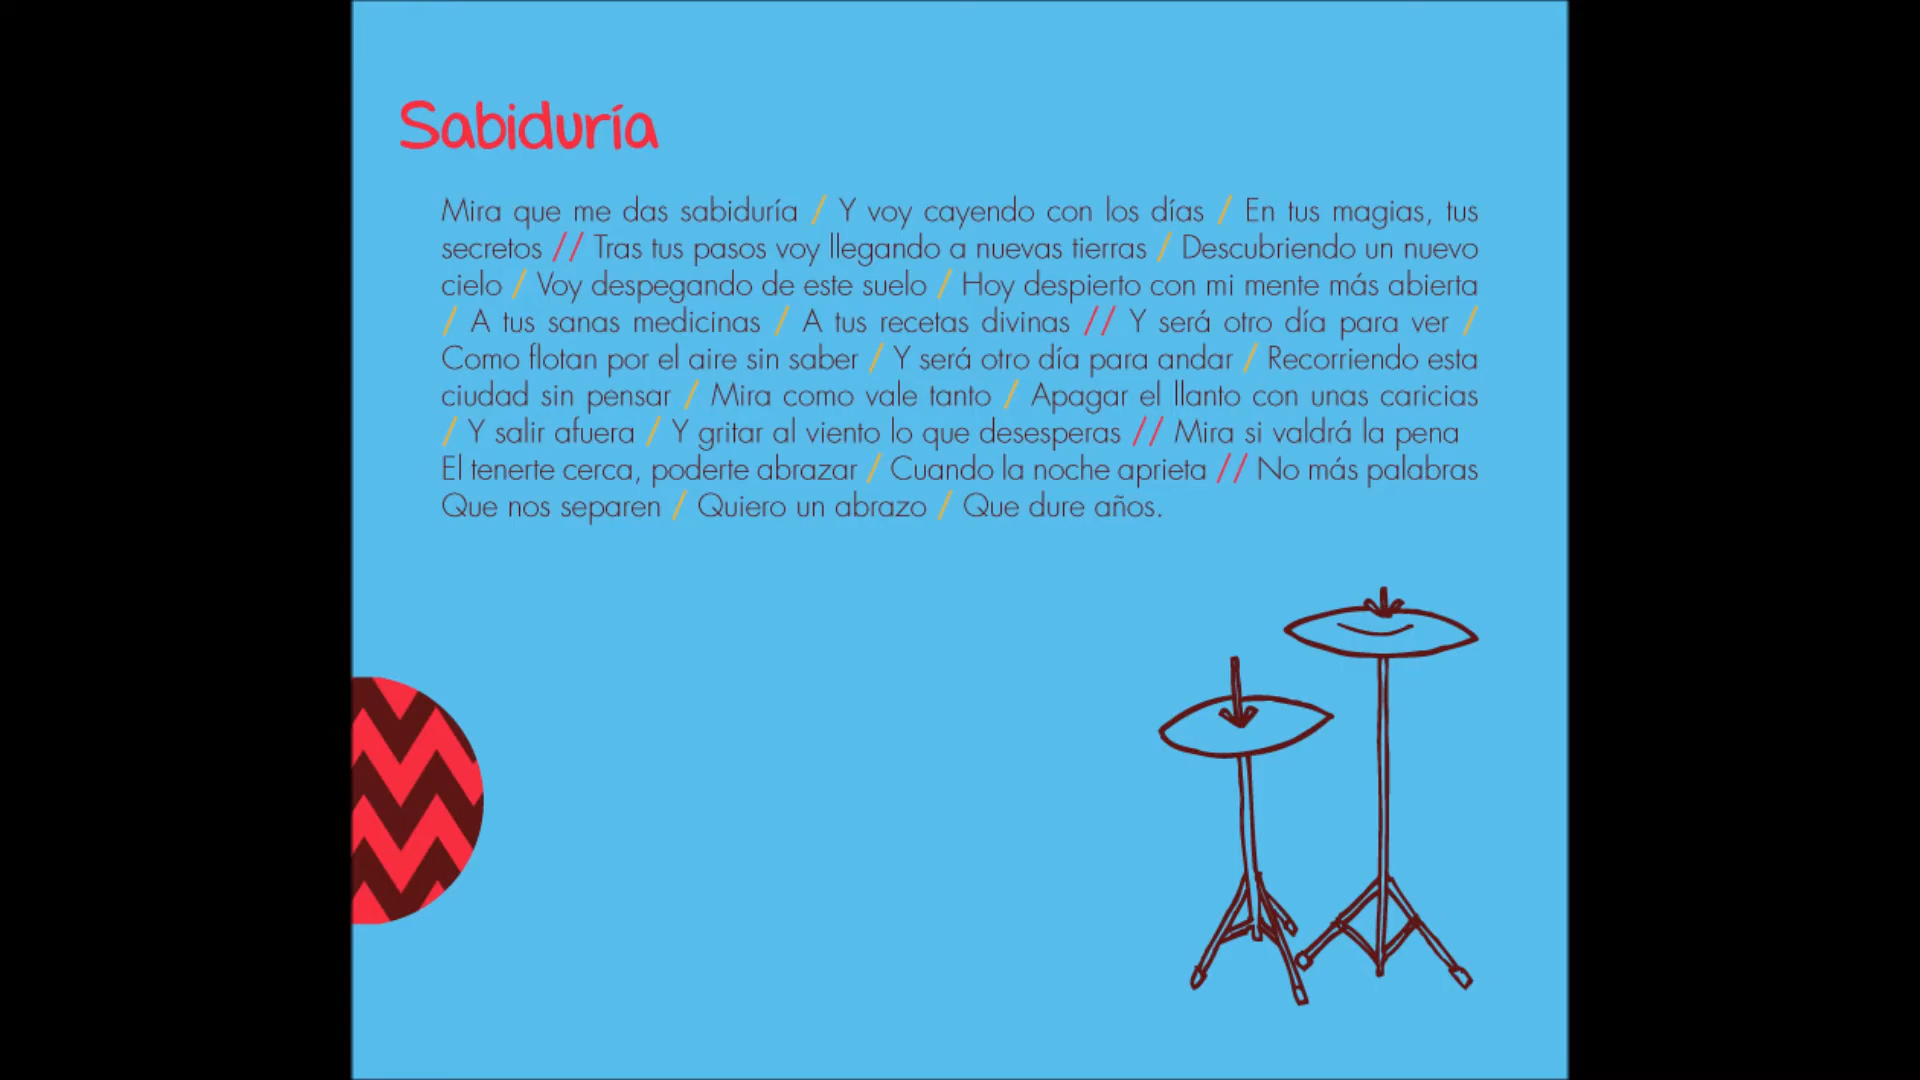 Sabiduría
Mira que me das sabiduría / Y voy cayendo con los días / En tus magias, tus
secretos // Tras tus pasos voy llegando a nuevas tierras / Descubriendo un nuevo
cielo / Voy despegando de este suelo / Hoy despierto con mi mente más abierta
/ A tus sanas medicinas / A tus recetas divinas // Y será otro día para ver /
Como flotan por el aire sin saber / Y será otro día para andar / Recorriendo esta
ciudad sin pensar / Mira como vale tanto / Apagar el llanto con unas caricias
/ Y salir afuera / Y gritar al viento lo que desesperas // Mira si valdrá la pena
El tenerte cerca, poderte abrazar / Cuando la noche aprieta // No más palabras
Que nos separen / Quiero un abrazo / Que dure años.